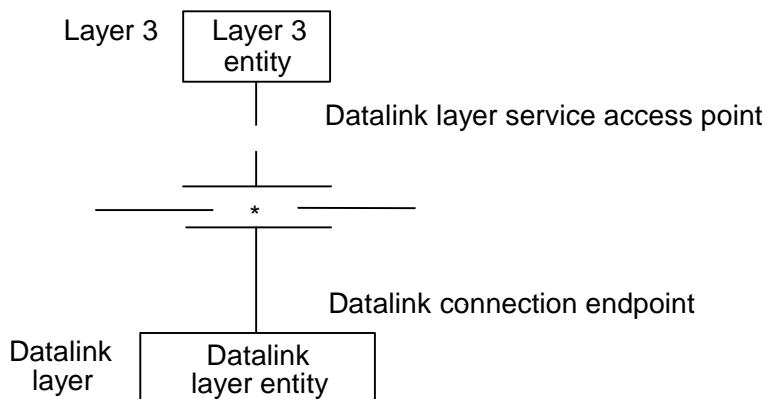 Layer 3
Layer 3
entity
Datalink layer service access point
*
Datalink connection endpoint
Datalink
layer
Datalink
layer entity